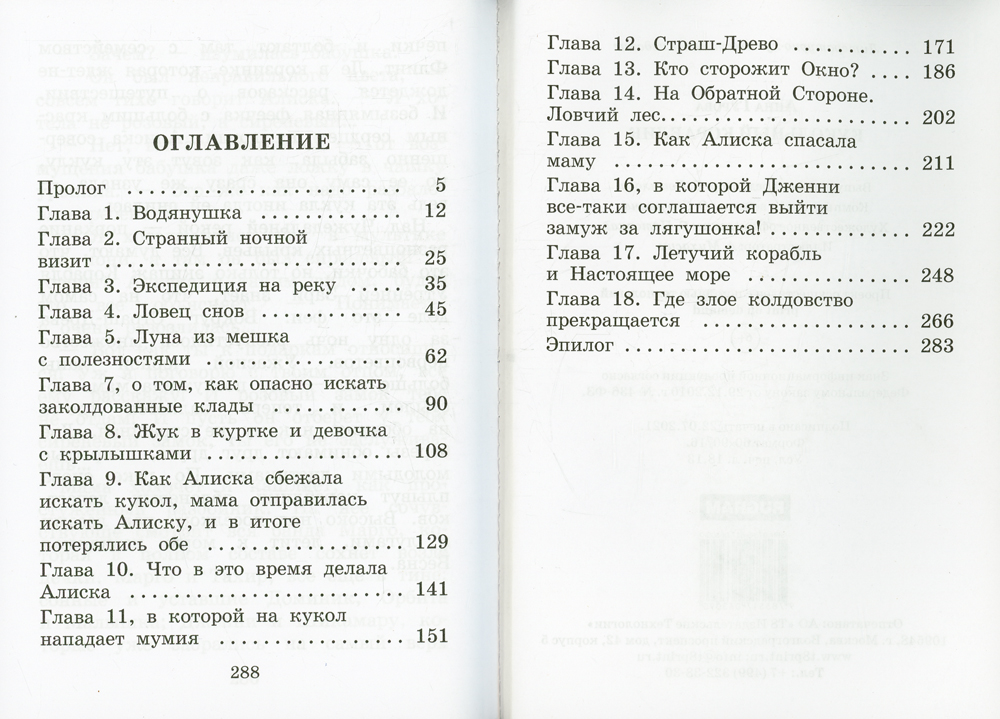 ОГЛАВЛЕНИЕ
Пролог . . . . . . . . . . . . . . . . . . . . . 5
Глава 1. Водянушка . . . . . . . . . . . 12
Глава 2. Странный ночной
визит . . . . . . . . . . . . . . . . . . . . . . 25
Глава 3. Экспедиция на реку . . . . 35
Глава 4. Ловец снов . . . . . . . . . . . 45
Глава 5. Луна из мешка
с полезностями . . . . . . . . . . . . . . . 62
Глава 7, о том, как опасно искать
заколдованные клады . . . . . . . . . . 90
Глава 8. Жук в куртке и девочка
с крылышками . . . . . . . . . . . . . . 108
Глава 9. Как Алиска сбежала
искать кукол, мама отправилась
искать Алиску, и в итоге
потерялись обе . . . . . . . . . . . . . 129
Глава 10. Что в это время делала
Алиска . . . . . . . . . . . . . . . . . . . 141
Глава 11, в которой на кукол
нападает мумия . . . . . . . . . . . . . 151
288
Глава 12. Страш-Древо . . . . . . . . 171
Глава 13. Кто сторожит Окно? . . . . 186
Глава 14. На Обратной Стороне.
Ловчий лес. . . . . . . . . . . . . . . . . 202
Глава 15. Как Алиска спасала
маму . . . . . . . . . . . . . . . . . . . . . 211
Глава 16, в которой Дженни
все-таки соглашается выйти
замуж за лягушонка! . . . . . . . . . . 222
Глава 17. Летучий корабль
и Настоящее море . . . . . . . . . . . . 248
Глава 18. Где злое колдовство
прекращается . . . . . . . . . . . . . . 266
Эпилог . . . . . . . . . . . . . . . . . . . 283